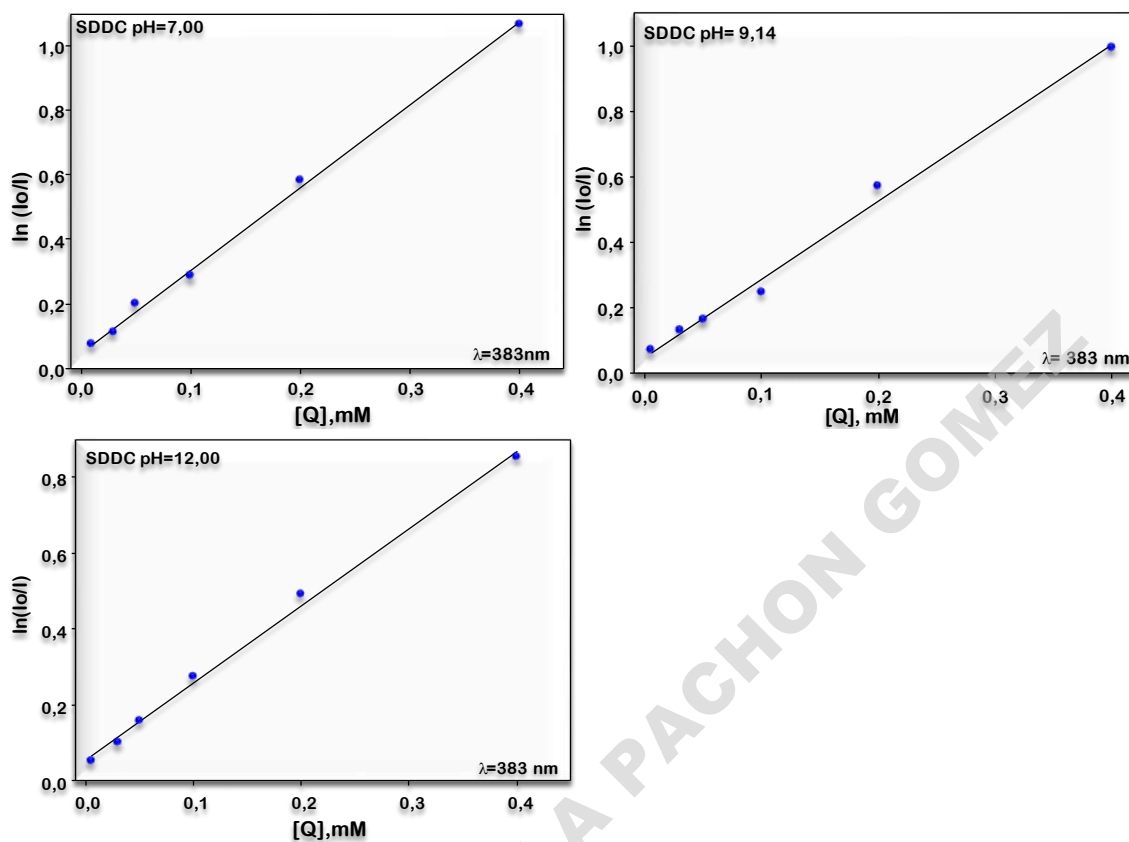 SDDC pH=7,00
ln (Io/I)
1,0
0,8
0,6
0,4
0,2
0,0
λ=383nm
0,0 0,1 0,2 0,3 0,4
[Q],mM
SDDC pH= 9,14
ln (Io/I)
1,0
0,8
0,6
0,4
0,2
0,0
λ= 383 nm
0,0 0,1 0,2 0,3 0,4
[Q], mM
SDDC pH=12,00
ln(Io/I)
0,8
0,6
0,4
0,2
0,0
λ=383 nm
0,0 0,1 0,2 0,3 0,4
[Q],mM
A PACHON GOMEZ